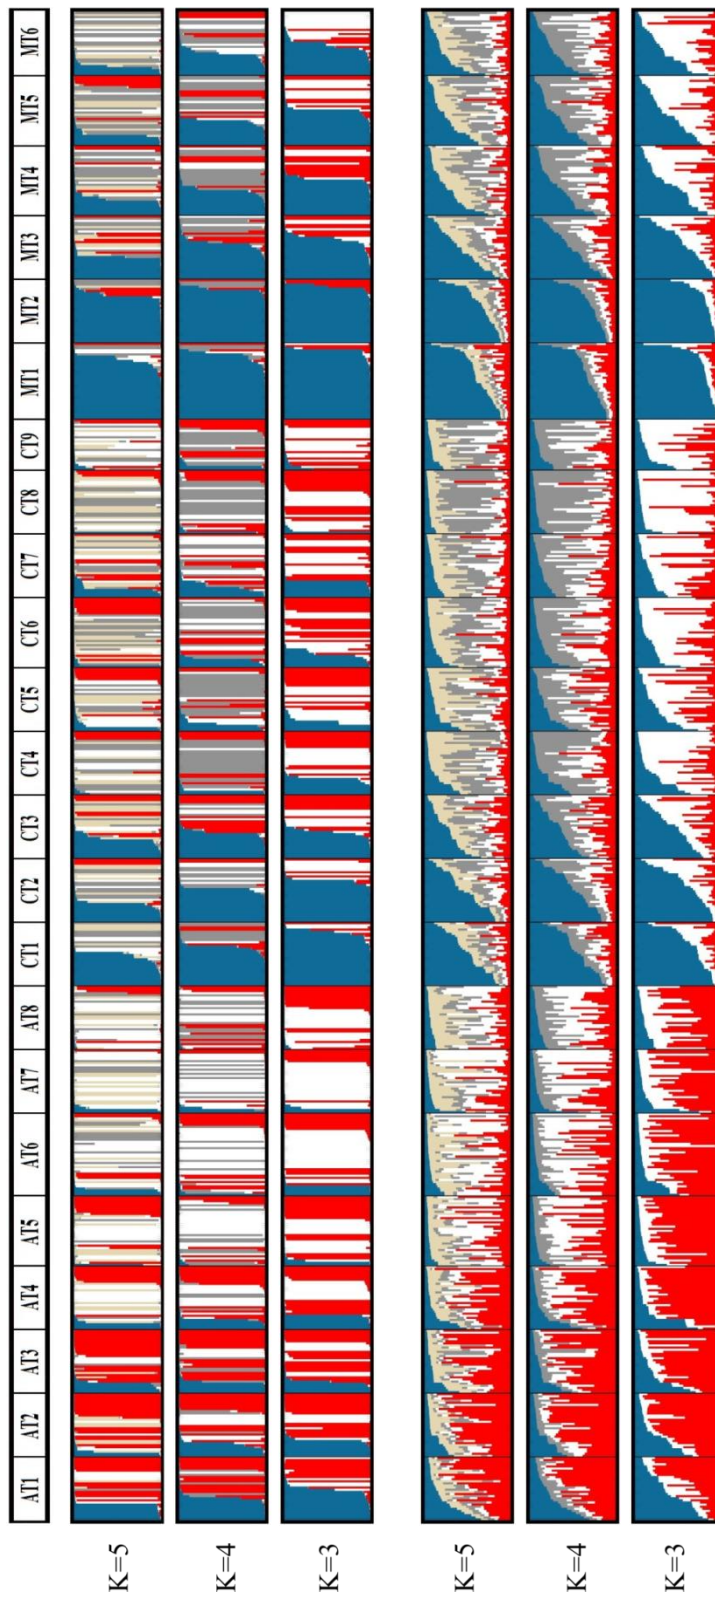 AT1 AT2 AT3 AT4 AT5 AT6 AT7 AT8 CT1 CT2 CT3 CT4 CT5 CT6 CT7 CT8 CT9 MT1 MT2 MT3 MT4 MT5 MT6
K=5
K=4
K=3
K=5
K=4
K=3